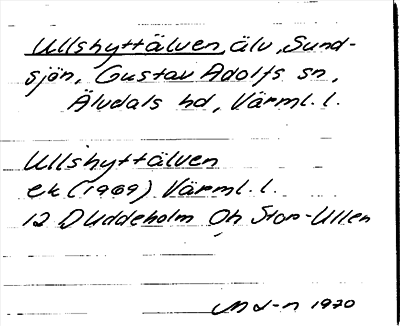 Ullshyttälven, älv, Sund-
sjön, Gustav Adolfs sn,
Älvdals hd, Värml. l.
Ullshyttälven
ek (1969) Värml. l.
12 D Uddeholm Öh Stor-Ullen
1970